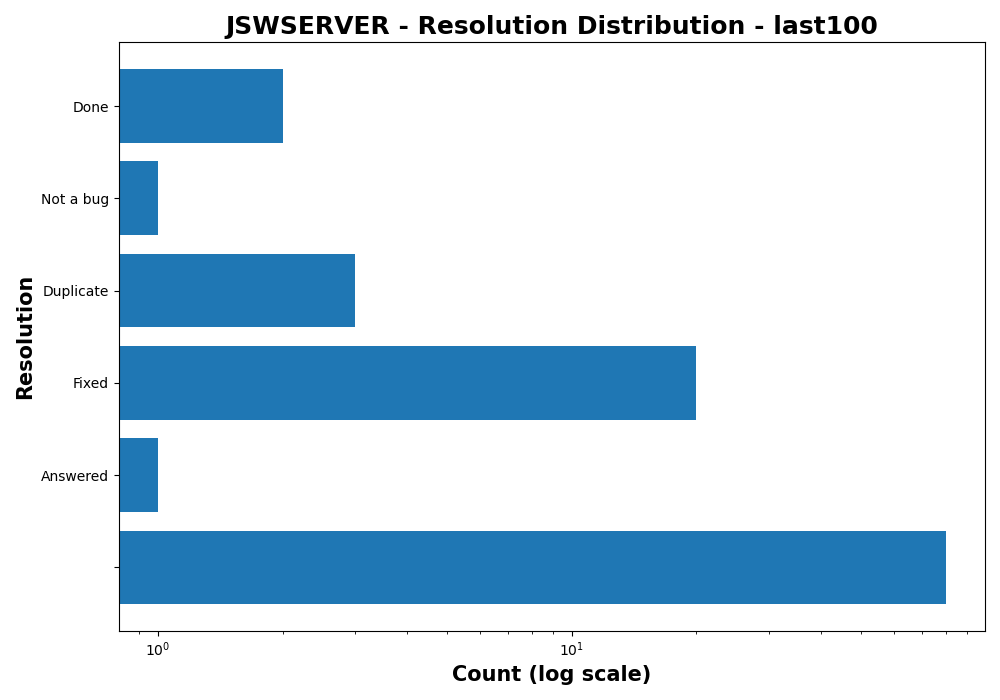 JSWSERVER - Resolution Distribution - last100
Resolution
Done
Not a bug
Duplicate
Fixed
Answered
10⁰
10¹
Count (log scale)